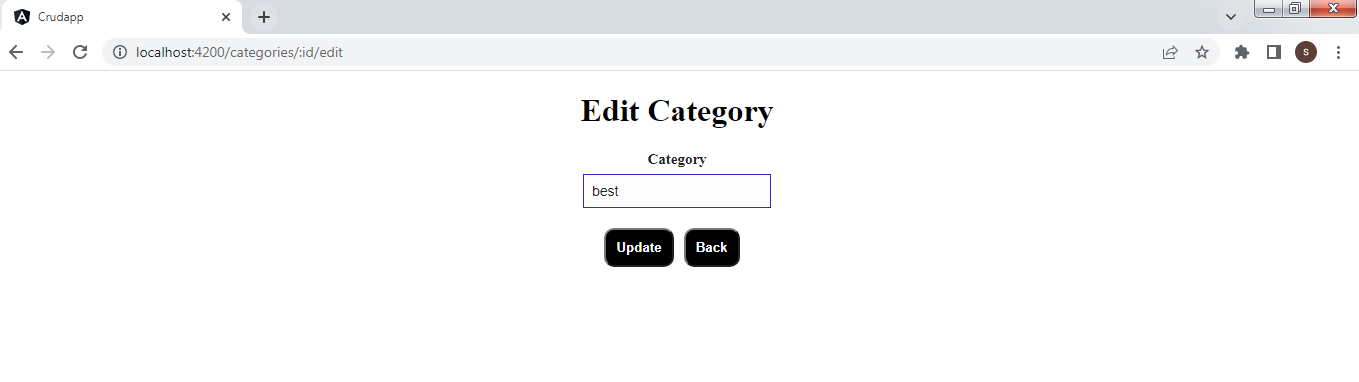 Crudapp
localhost:4200/categories/:id/edit
s
Edit Category
Category
best
Update Back